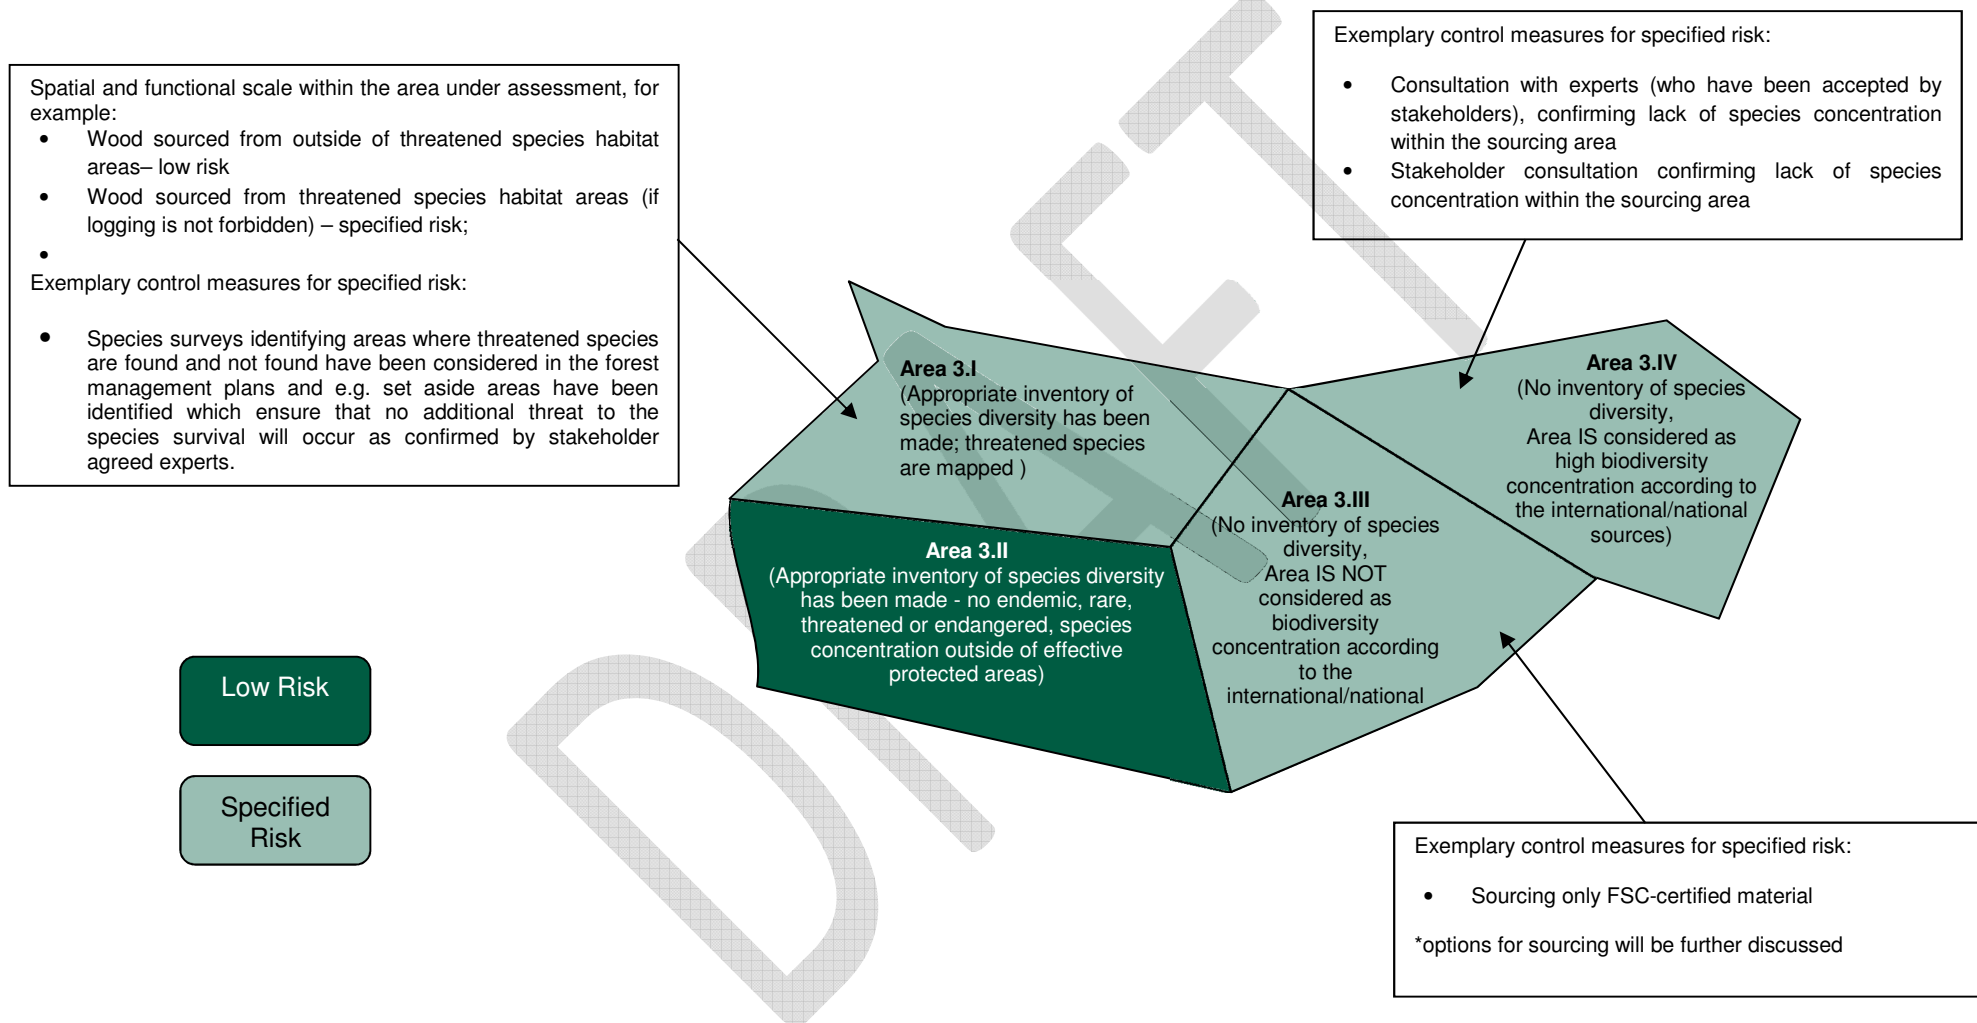 Spatial and functional scale within the area under assessment, for
example:
• Wood sourced from outside of threatened species habitat
areas– low risk
• Wood sourced from threatened species habitat areas (if
logging is not forbidden) – specified risk;
•
Exemplary control measures for specified risk:
• Species surveys identifying areas where threatened species
are found and not found have been considered in the forest
management plans and e.g. set aside areas have been
identified which ensure that no additional threat to the
species survival will occur as confirmed by stakeholder
agreed experts.
Exemplary control measures for specified risk:
• Consultation with experts (who have been accepted by
stakeholders), confirming lack of species concentration
within the sourcing area
• Stakeholder consultation confirming lack of species
concentration within the sourcing area
Area 3.I
(Appropriate inventory of
species diversity has been
made; threatened species
are mapped )
Area 3.IV
(No inventory of species
diversity,
Area IS considered as
high biodiversity
concentration according to
the international/national
sources)
Area 3.III
(No inventory of species
diversity,
Area IS NOT
considered as
biodiversity
concentration according
to the
international/national
Area 3.II
(Appropriate inventory of species diversity
has been made - no endemic, rare,
threatened or endangered, species
concentration outside of effective
protected areas)
Low Risk
Specified
Risk
Exemplary control measures for specified risk:
• Sourcing only FSC-certified material
*options for sourcing will be further discussed
DRAFT